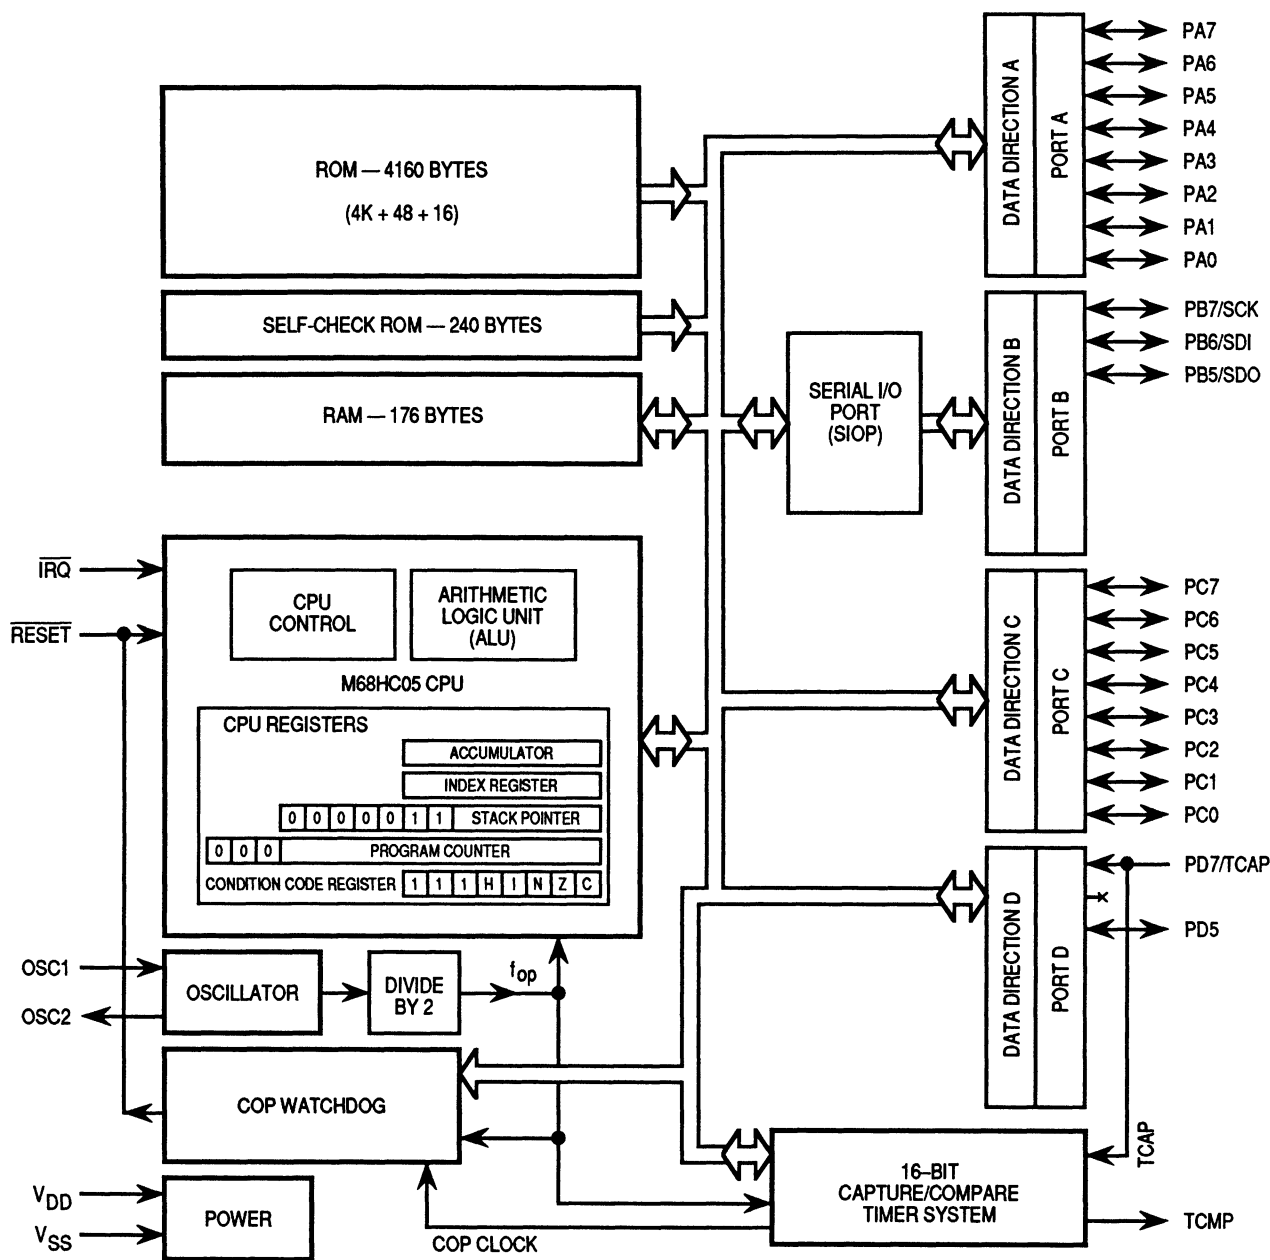 ROM — 4160 BYTES
(4K + 48 + 16)
SELF-CHECK ROM — 240 BYTES
RAM — 176 BYTES
IRQ
RESET
CPU
CONTROL
ARITHMETIC
LOGIC UNIT
(ALU)
M68HC05 CPU
CPU REGISTERS
ACCUMULATOR
INDEX REGISTER
0 0 0 0 0 1 1 STACK POINTER
0 0 0 PROGRAM COUNTER
CONDITION CODE REGISTER 1 1 1 H I N Z C
OSC1
OSC2
OSCILLATOR
DIVIDE
BY 2
fop
COP WATCHDOG
VDD
VSS
POWER
COP CLOCK
SERIAL I/O
PORT
(SIOP)
DATA DIRECTION A
PORT A
PA7
PA6
PA5
PA4
PA3
PA2
PA1
PA0
DATA DIRECTION B
PORT B
PB7/SCK
PB6/SDI
PB5/SDO
DATA DIRECTION C
PORT C
PC7
PC6
PC5
PC4
PC3
PC2
PC1
PC0
DATA DIRECTION D
PORT D
PD7/TCAP
PD5
TCAP
16–BIT
CAPTURE/COMPARE
TIMER SYSTEM
TCMP